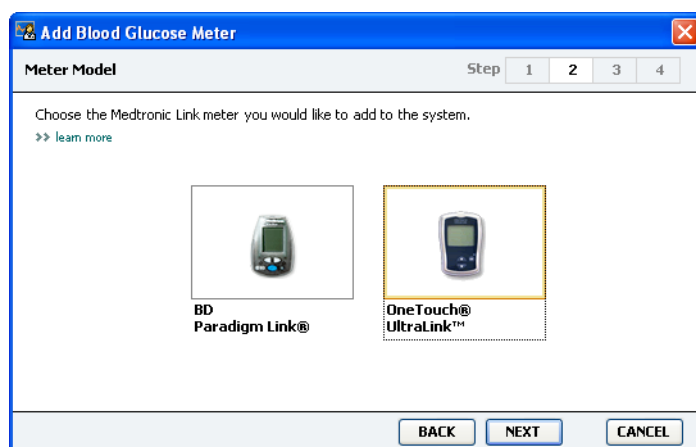 Add Blood Glucose Meter
Meter Model
Step 1 2 3 4
Choose the Medtronic Link meter you would like to add to the system.
>> learn more
BD
Paradigm Link®
OneTouch®
UltraLink™
BACK NEXT CANCEL